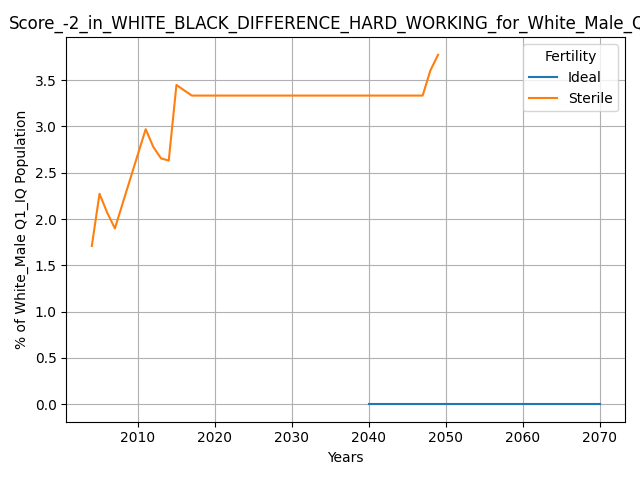 Score_-2_in_WHITE_BLACK_DIFFERENCE_HARD_WORKING_for_White_Male_Q
Fertility
Ideal
Sterile
% of White_Male Q1_IQ Population
3.5
3.0
2.5
2.0
1.5
1.0
0.5
0.0
2010 2020 2030 2040 2050 2060 2070
Years